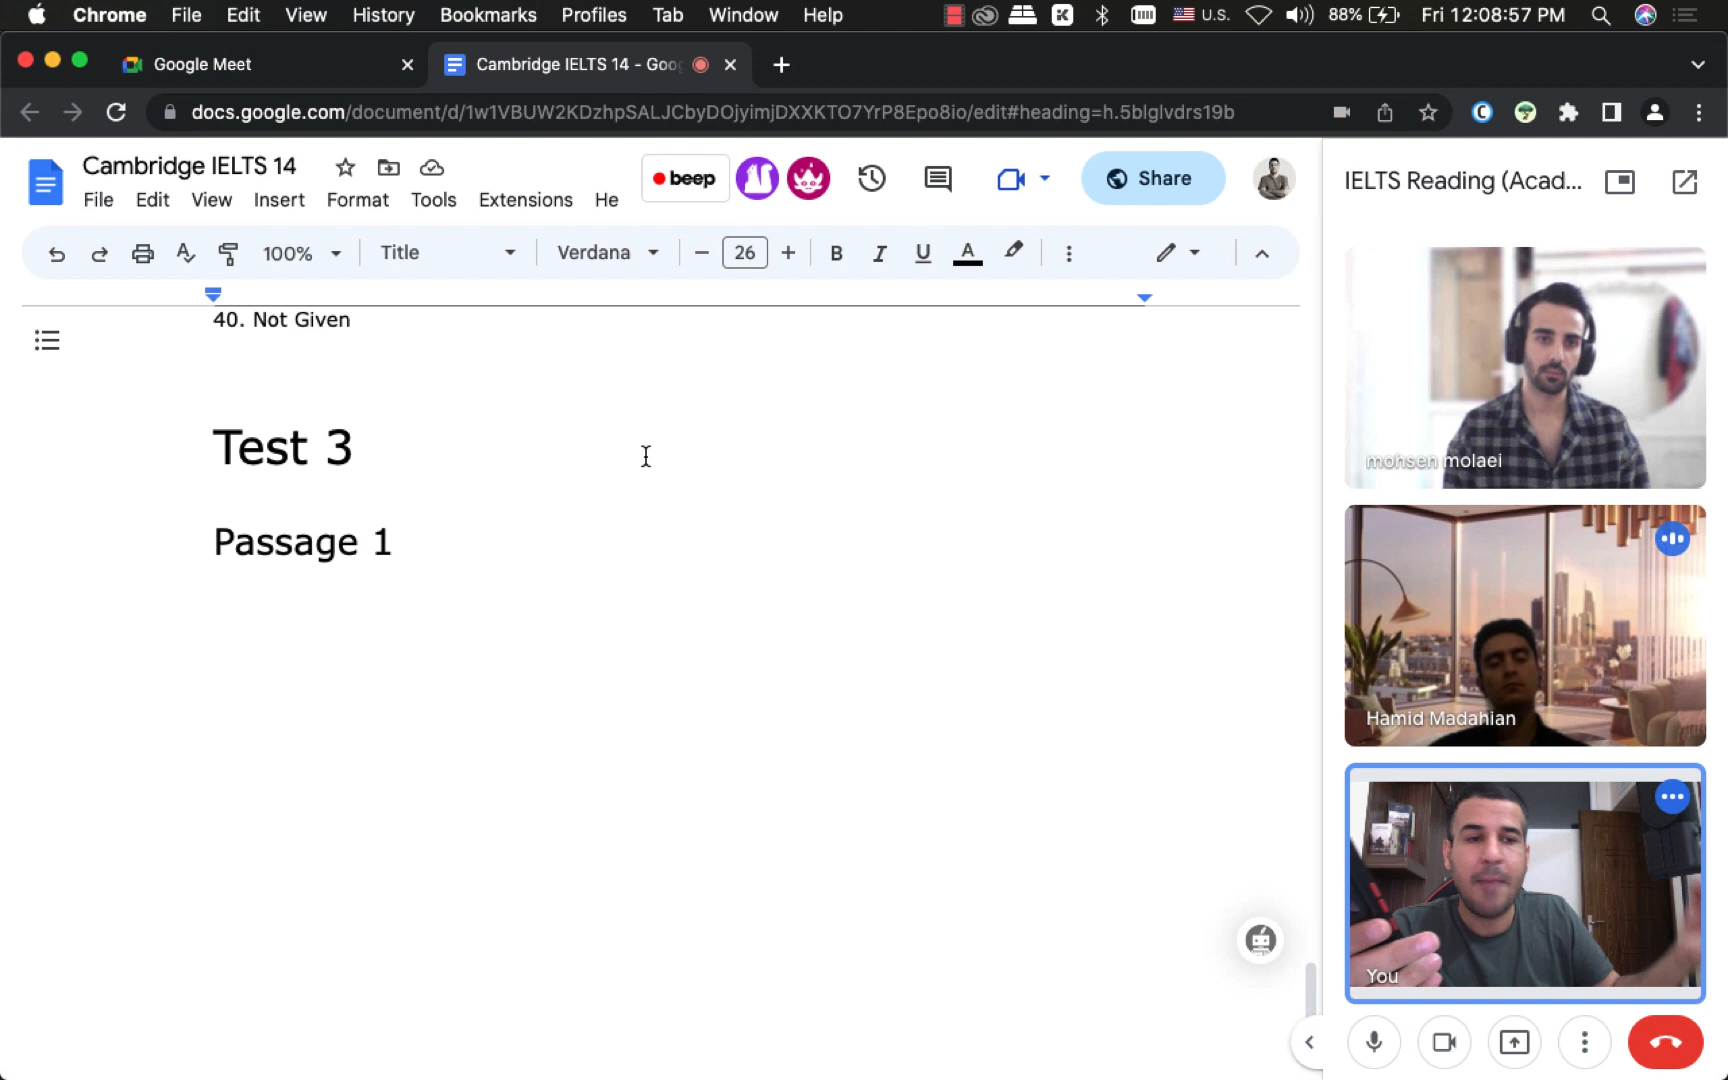 Chrome File Edit View History Bookmarks Profiles Tab Window Help U.S. 88% Fri 12:08:57 PM
Google Meet
Cambridge IELTS 14 - Goo
docs.google.com/document/d/1w1VBUW2KDzhpSALJCbyDOjyimjDXXKTO7YrP8Epo8io/edit#heading=h.5blglvdrs19b
Cambridge IELTS 14
File Edit View Insert Format Tools Extensions He
beep
Share
IELTS Reading (Acad...
100% Title Verdana 26 B I U A
40. Not Given
Test 3
Passage 1
mohsen molaei
Hamid Madahian
You